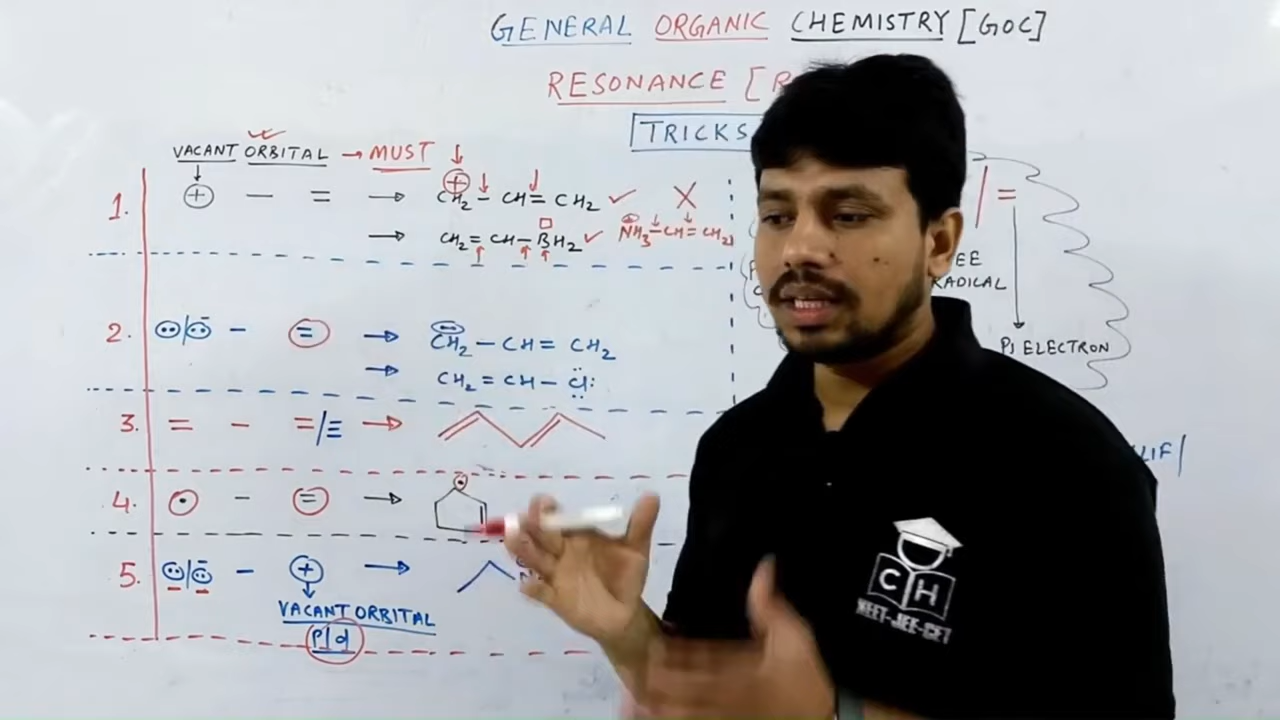 GENERAL ORGANIC CHEMISTRY [GOC]
RESONANCE [R
TRICKS
VACANT ORBITAL → MUST
1. ⊕ - = → CH₂ - CH = CH₂ ✓ X
→ CH₂ = CH - BH₂ ✓ NH₃ - CH = CH₂
2. - = → CH₂ - CH = CH₂
→ CH₂ = CH - Cl:
3. = - =/≡ →
4. • - = →
5. - ⊕ →
VACANT ORBITAL
P/d
/ =
EE
RADICAL
PJ ELECTRON
LIF/
CH
NEET-JEE-CET